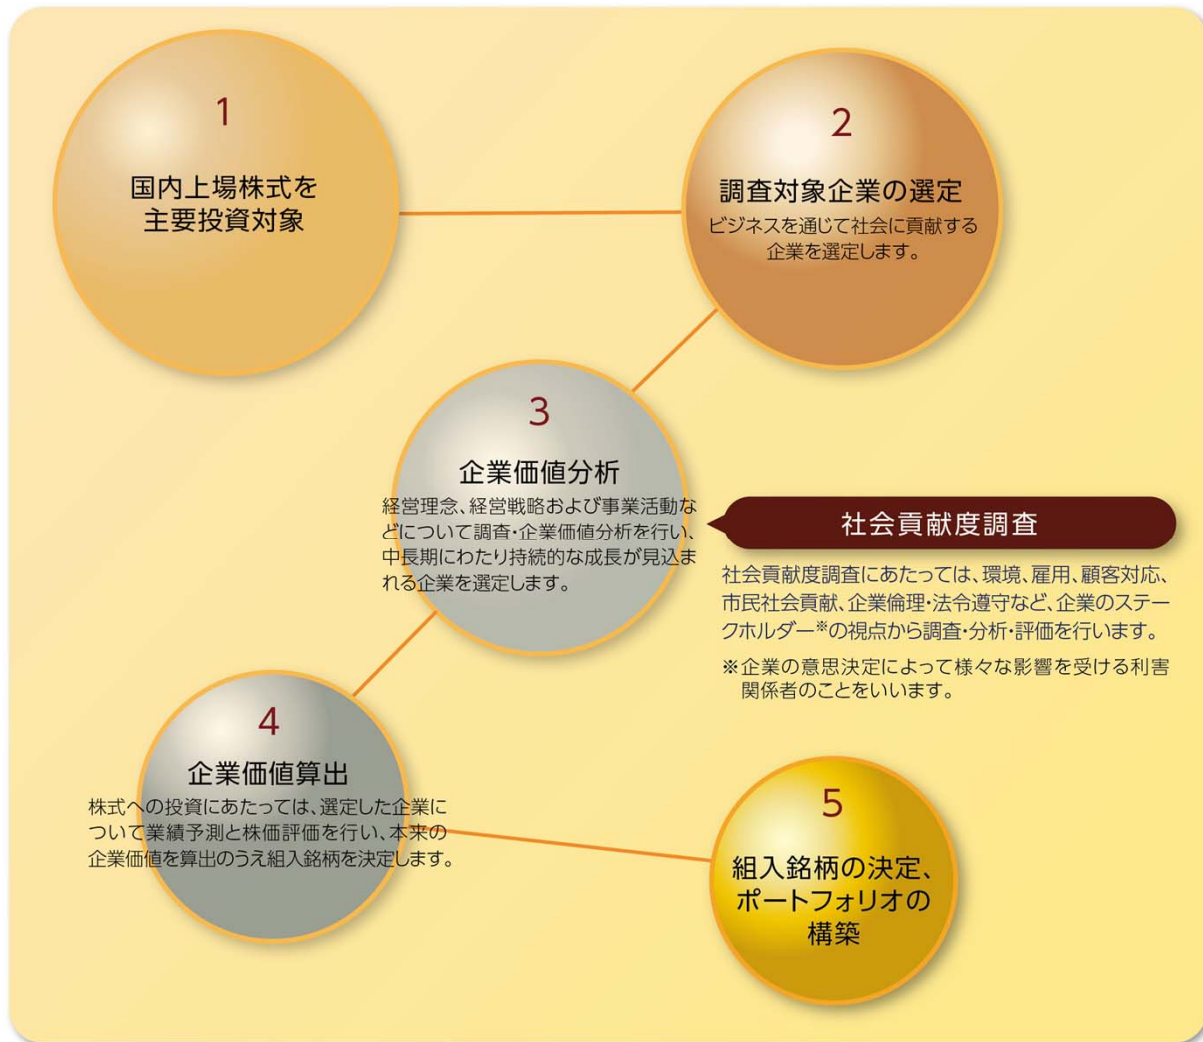 1
国内上場株式を
主要投資対象
2
調査対象企業の選定
ビジネスを通じて社会に貢献する
企業を選定します。
3
企業価値分析
経営理念、経営戦略および事業活動な
どについて調査・企業価値分析を行い、
中長期にわたり持続的な成長が見込ま
れる企業を選定します。
社会貢献度調査
社会貢献度調査にあたっては、環境、雇用、顧客対応、
市民社会貢献、企業倫理・法令遵守など、企業のステー
クホルダー※の視点から調査・分析・評価を行います。
※企業の意思決定によって様々な影響を受ける利害
関係者のことをいいます。
4
企業価値算出
株式への投資にあたっては、選定した企業に
ついて業績予測と株価評価を行い、本来の
企業価値を算出のうえ組入銘柄を決定します。
5
組入銘柄の決定、
ポートフォリオの
構築